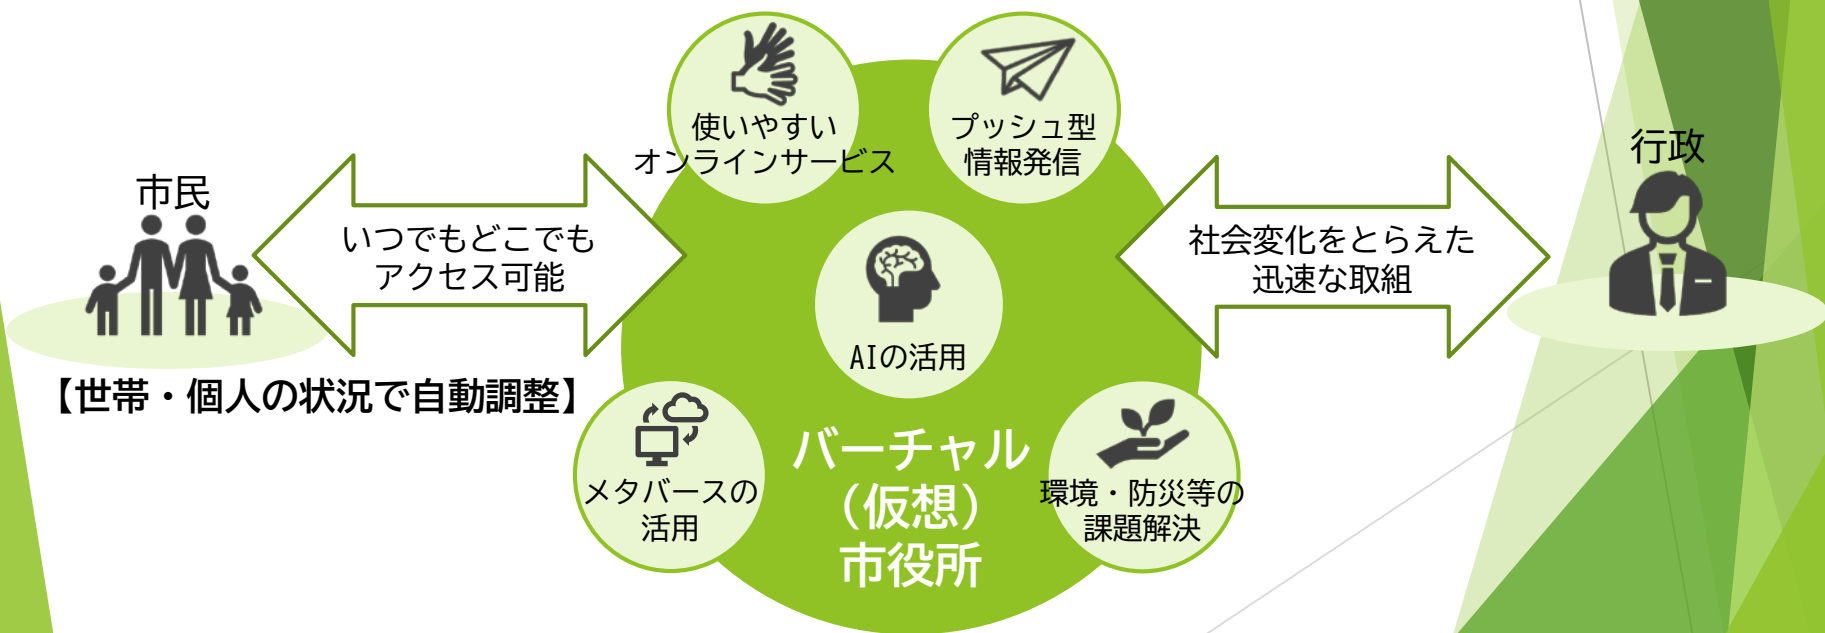 市民
いつでもどこでも
アクセス可能
【世帯・個人の状況で自動調整】
使いやすい
オンラインサービス
プッシュ型
情報発信
AIの活用
メタバースの
活用
バーチャル
（仮想）
市役所
環境・防災等の
課題解決
社会変化をとらえた
迅速な取組
行政